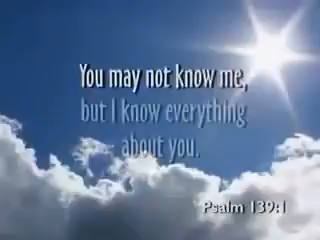 You may not know me,
but I know everything
about you.
Psalm 139:1